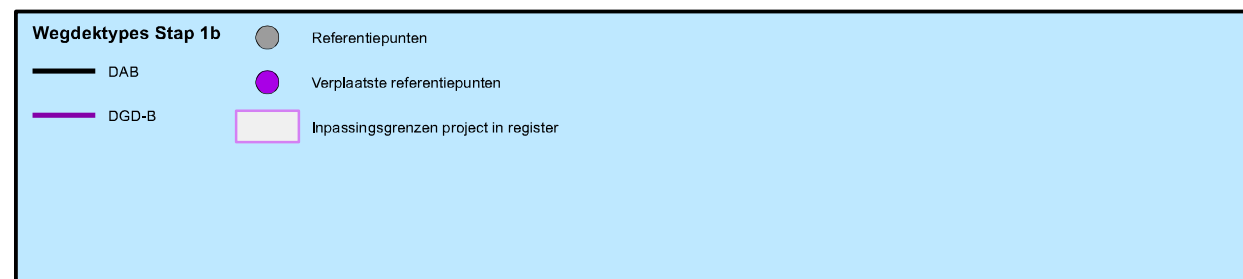 Wegdektypes Stap 1b
DAB
DGD-B
Referentiepunten
Verplaatste referentiepunten
Inpassingsgrenzen project in register